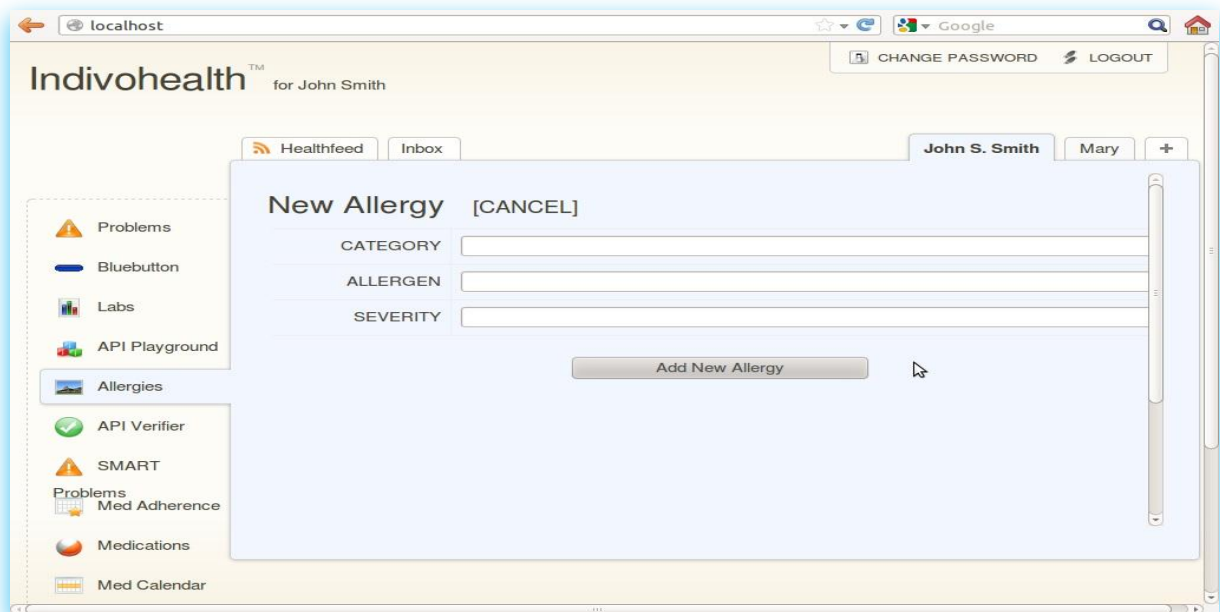 localhost
Google
CHANGE PASSWORD
LOGOUT
Indivohealth™ for John Smith
Healthfeed
Inbox
John S. Smith
Mary
+
New Allergy [CANCEL]
CATEGORY
ALLERGEN
SEVERITY
Add New Allergy
Problems
Bluebutton
Labs
API Playground
Allergies
API Verifier
SMART
Problems
Med Adherence
Medications
Med Calendar